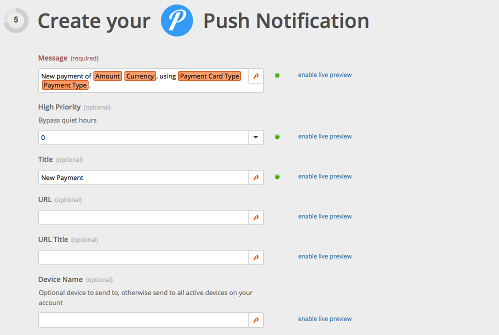 5 Create your Push Notification
Message (required)
New payment of Amount Currency, using Payment Card Type
Payment Type.
enable live preview
High Priority (optional)
Bypass quiet hours
0
enable live preview
Title (optional)
New Payment
enable live preview
URL (optional)
enable live preview
URL Title (optional)
enable live preview
Device Name (optional)
Optional device to send to, otherwise send to all active devices on your
account
enable live preview